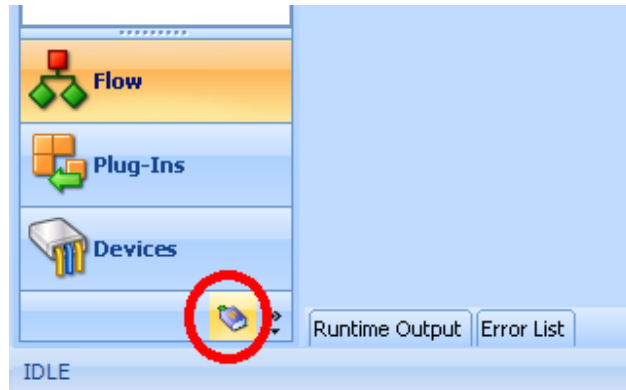 Flow
Plug-Ins
Devices
Runtime Output Error List
IDLE